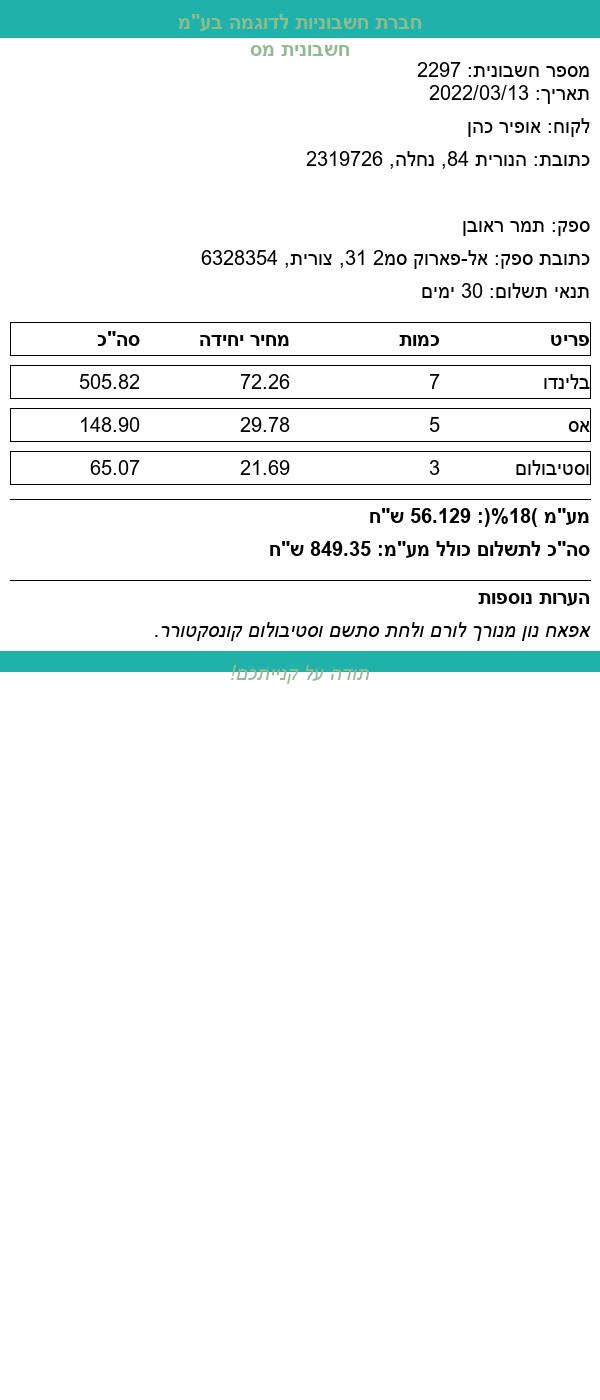 חברת חשבוניות לדוגמה בע"מ
חשבונית מס
מספר חשבונית: 2297
תאריך: 2022/03/13
לקוח: אופיר כהן
כתובת: הנורית 84, נחלה, 2319726
ספק: תמר ראובן
כתובת ספק: אל-פארוק סמ2 31, צורית, 6328354
תנאי תשלום: 30 ימים
פריט כמות מחיר יחידה סה"כ
בלינדו 7 72.26 505.82
אס 5 29.78 148.90
וסטיבולום 3 21.69 65.07
מע"מ )18%(: 56.129 ש"ח
סה"כ לתשלום כולל מע"מ: 849.35 ש"ח
הערות נוספות
אפאח נון מנורך לורם ולחת סתשם וסטיבולום קונסקטורר.
תודה על קנייתכם!